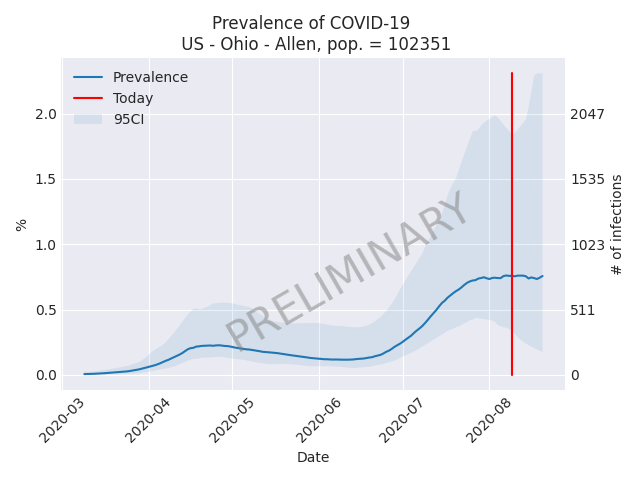 Prevalence of COVID-19
US - Ohio - Allen, pop. = 102351
Prevalence
Today
95CI
PRELIMINARY
%
2.0
1.5
1.0
0.5
0.0
2047
1535
1023
511
0
# of infections
2020-03
2020-04
2020-05
2020-06
2020-07
2020-08
Date